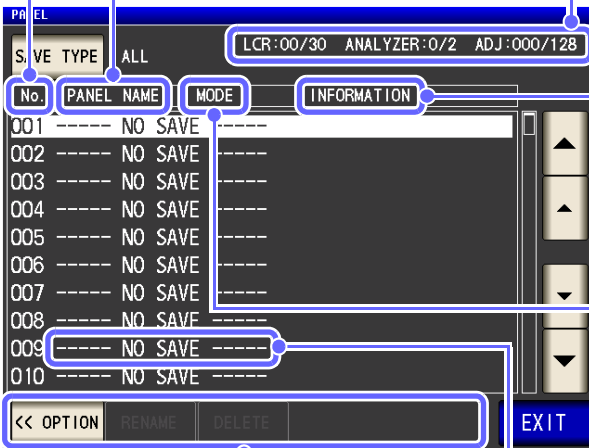 PANEL
SAVE TYPE ALL LCR:00/30 ANALYZER:0/2 ADJ:000/128
No. PANEL NAME MODE INFORMATION
001 ----- NO SAVE -----
002 ----- NO SAVE -----
003 ----- NO SAVE -----
004 ----- NO SAVE -----
005 ----- NO SAVE -----
006 ----- NO SAVE -----
007 ----- NO SAVE -----
008 ----- NO SAVE -----
009 ----- NO SAVE -----
010 ----- NO SAVE -----
<< OPTION RENAME DELETE EXIT